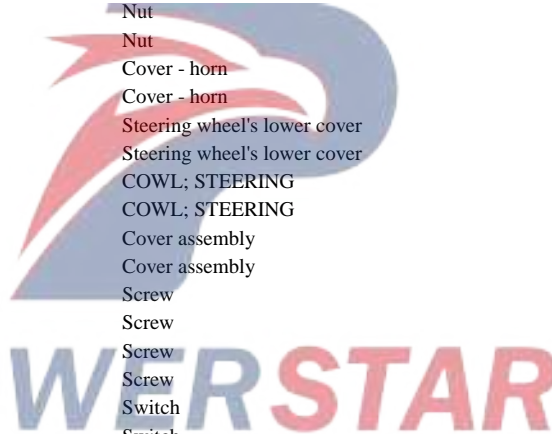 Nut
Nut
Cover - horn
Cover - horn
Steering wheel's lower cover
Steering wheel's lower cover
COWL; STEERING
COWL; STEERING
Cover assembly
Cover assembly
Screw
Screw
Screw
Screw
Switch
Switch
WERSTAR